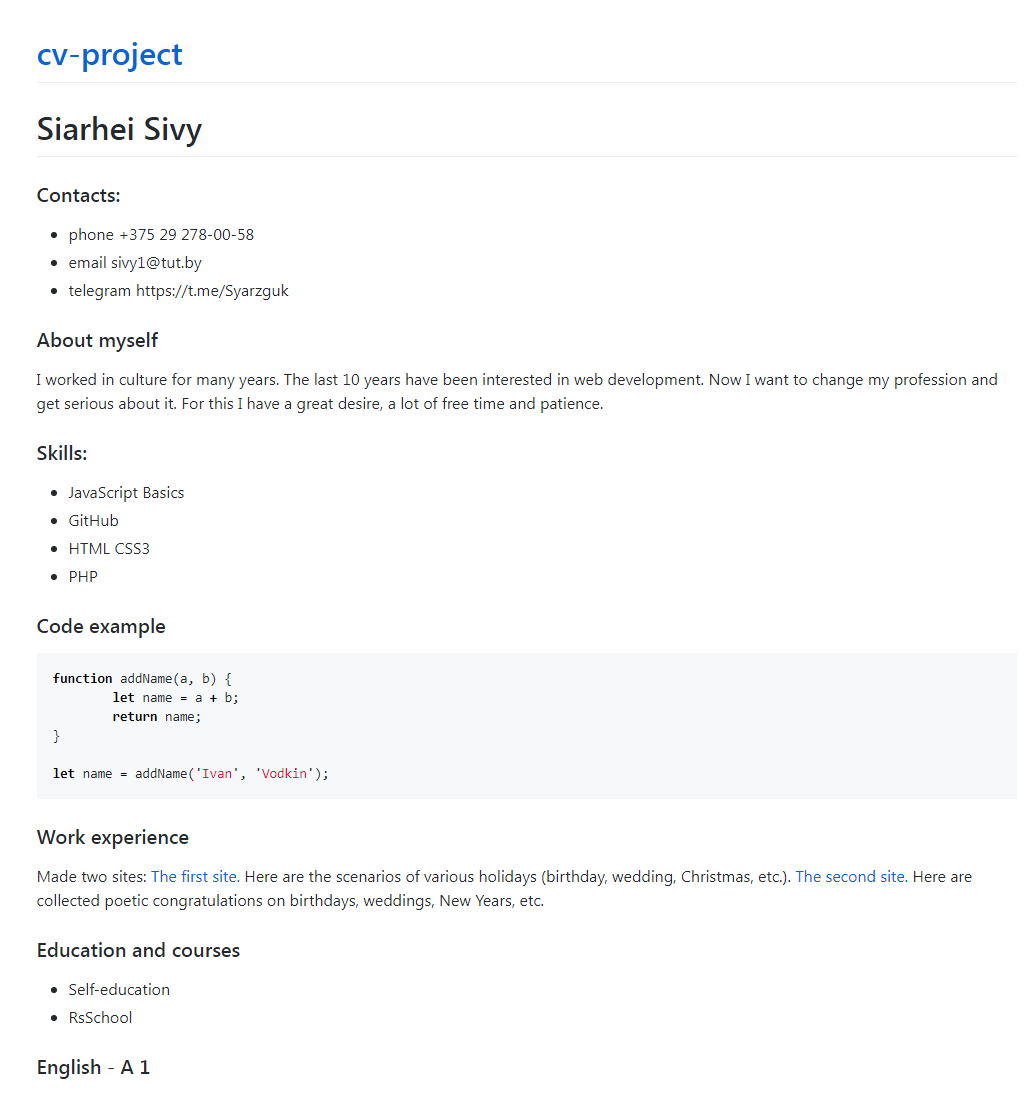 cv-project
Siarhei Sivy
Contacts:
phone +375 29 278-00-58
email sivy1@tut.by
telegram https://t.me/Syarzguk
About myself
I worked in culture for many years. The last 10 years have been interested in web development. Now I want to change my profession and
get serious about it. For this I have a great desire, a lot of free time and patience.
Skills:
JavaScript Basics
GitHub
HTML CSS3
PHP
Code example
function addName(a, b) {
        let name = a + b;
        return name;
}
let name = addName('Ivan', 'Vodkin');
Work experience
Made two sites: The first site. Here are the scenarios of various holidays (birthday, wedding, Christmas, etc.). The second site. Here are
collected poetic congratulations on birthdays, weddings, New Years, etc.
Education and courses
Self-education
RsSchool
English - A 1